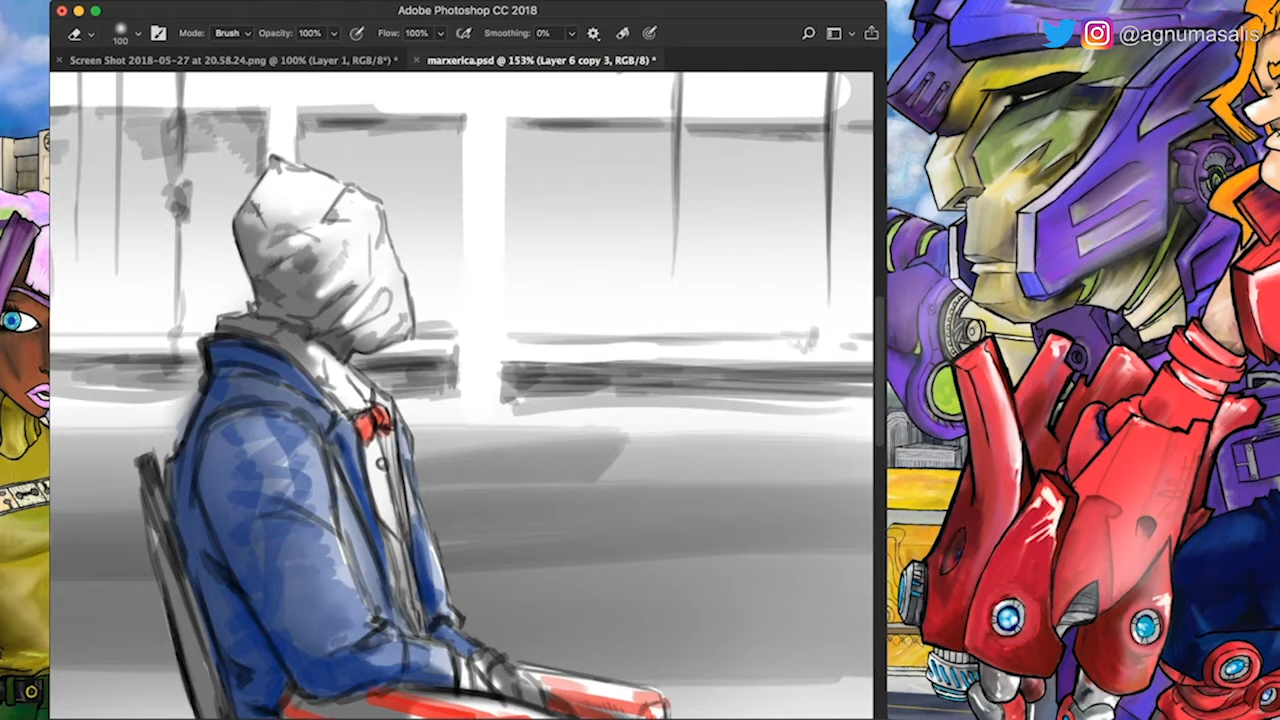 Adobe Photoshop CC 2018
100 Mode: Brush Opacity: 100% Flow: 100% Smoothing: 0%
@agnumasalis
Screen Shot 2018-05-27 at 20.58.24.png @ 100% (Layer 1, RGB/8*) * marxerica.psd @ 153% (Layer 6 copy 3, RGB/8) *